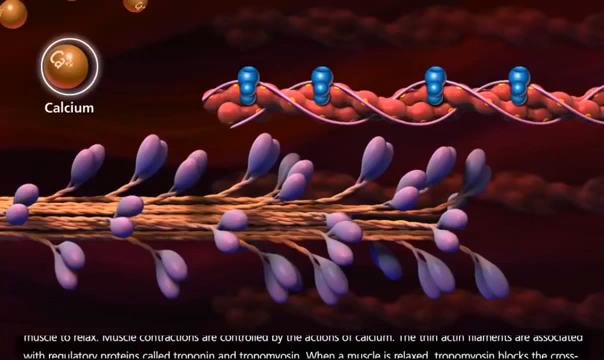 Ca
Calcium
muscle to relax. Muscle contractions are controlled by the actions of calcium. The thin actin filaments are associated
with regulatory proteins called troponin and tropomyosin. When a muscle is relaxed, tropomyosin blocks the cross-